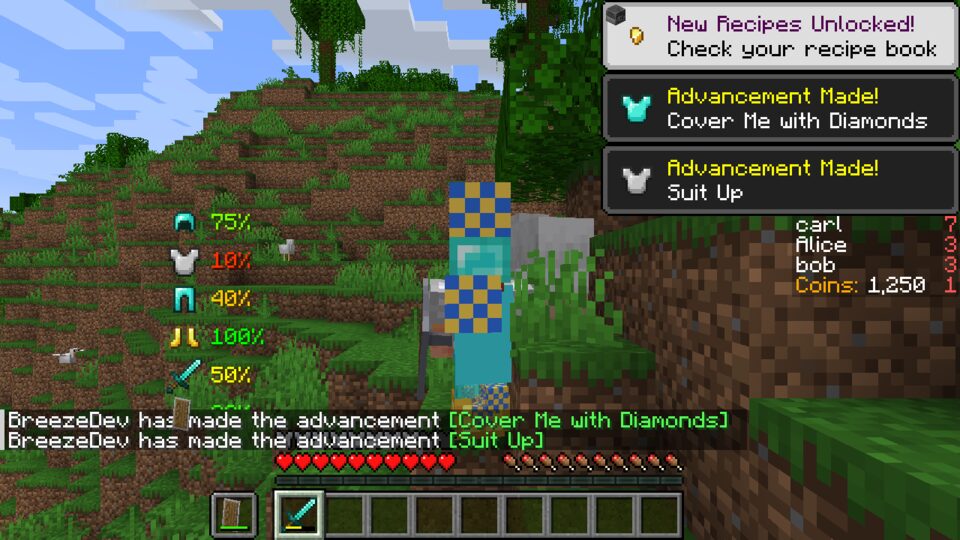 New Recipes Unlocked!
Check your recipe book
Advancement Made!
Cover Me with Diamonds
Advancement Made!
Suit Up
carl 7
Alice 3
bob 3
Coins: 1,250 1
75%
10%
40%
100%
50%
BreezeDev has made the advancement [Cover Me with Diamonds]
BreezeDev has made the advancement [Suit Up]